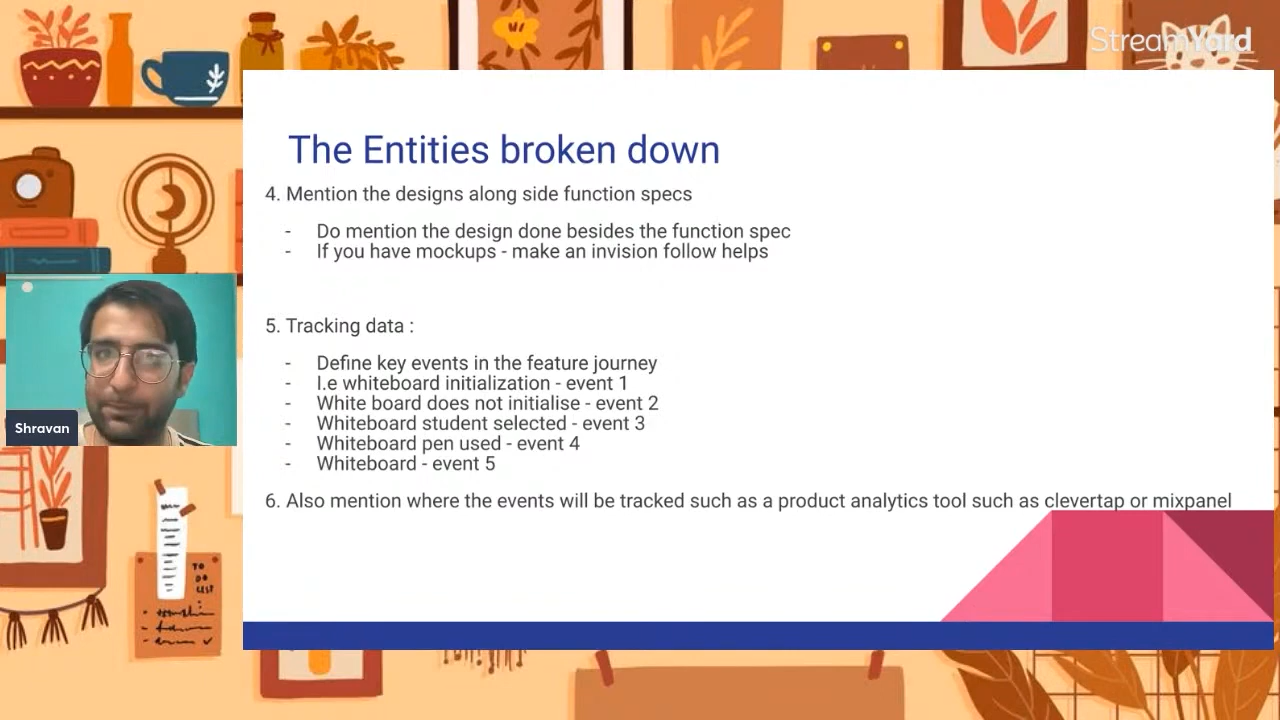 StreamYard
The Entities broken down
4. Mention the designs along side function specs
- Do mention the design done besides the function spec
- If you have mockups - make an invision follow helps
5. Tracking data :
- Define key events in the feature journey
- I.e whiteboard initialization - event 1
- White board does not initialise - event 2
- Whiteboard student selected - event 3
- Whiteboard pen used - event 4
- Whiteboard - event 5
6. Also mention where the events will be tracked such as a product analytics tool such as clevertap or mixpanel
Shravan
TO
DO
LIST